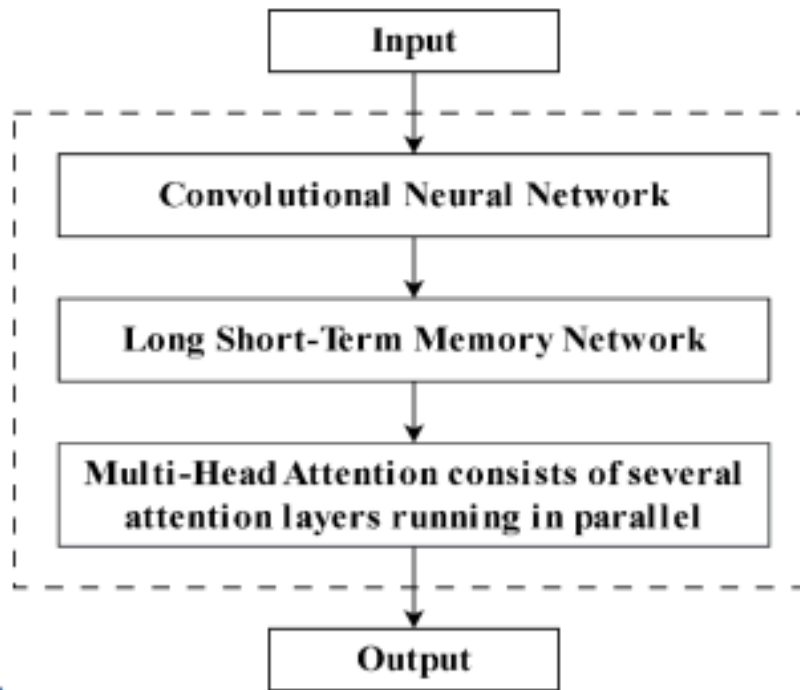 Input
Convolutional Neural Network
Long Short-Term Memory Network
Multi-Head Attention consists of several
attention layers running in parallel
Output